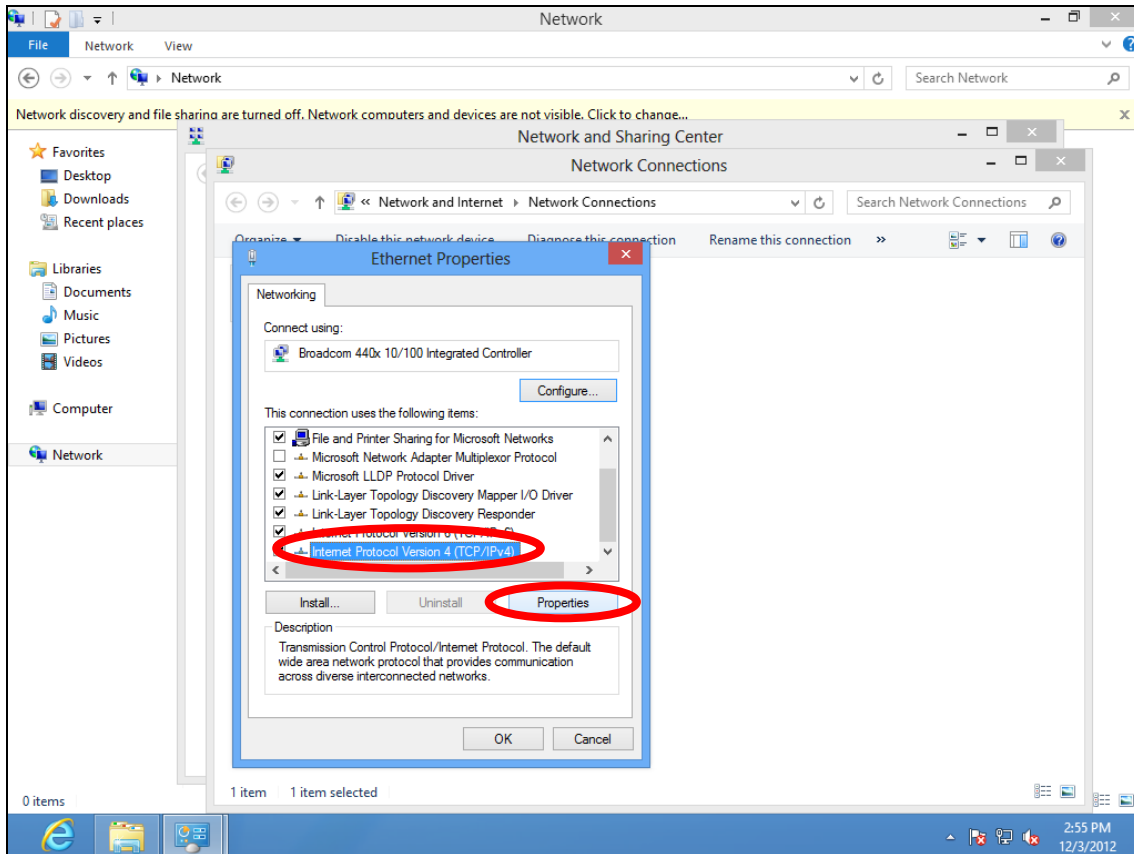 Network
File Network View
Network
Search Network
Network discovery and file sharing are turned off. Network computers and devices are not visible. Click to change...
Network and Sharing Center
Network Connections
« Network and Internet Network Connections
Search Network Connections
Organize Disable this network device Diagnose this connection Rename this connection »
Favorites
Desktop
Downloads
Recent places
Libraries
Documents
Music
Pictures
Videos
Computer
Network
Ethernet Properties
Networking
Connect using:
Broadcom 440x 10/100 Integrated Controller
Configure...
This connection uses the following items:
File and Printer Sharing for Microsoft Networks
Microsoft Network Adapter Multiplexor Protocol
Microsoft LLDP Protocol Driver
Link-Layer Topology Discovery Mapper I/O Driver
Link-Layer Topology Discovery Responder
Internet Protocol Version 6 (TCP/IPv6)
Internet Protocol Version 4 (TCP/IPv4)
Install... Uninstall Properties
Description
Transmission Control Protocol/Internet Protocol. The default
wide area network protocol that provides communication
across diverse interconnected networks.
OK Cancel
1 item 1 item selected
0 items
2:55 PM
12/3/2012